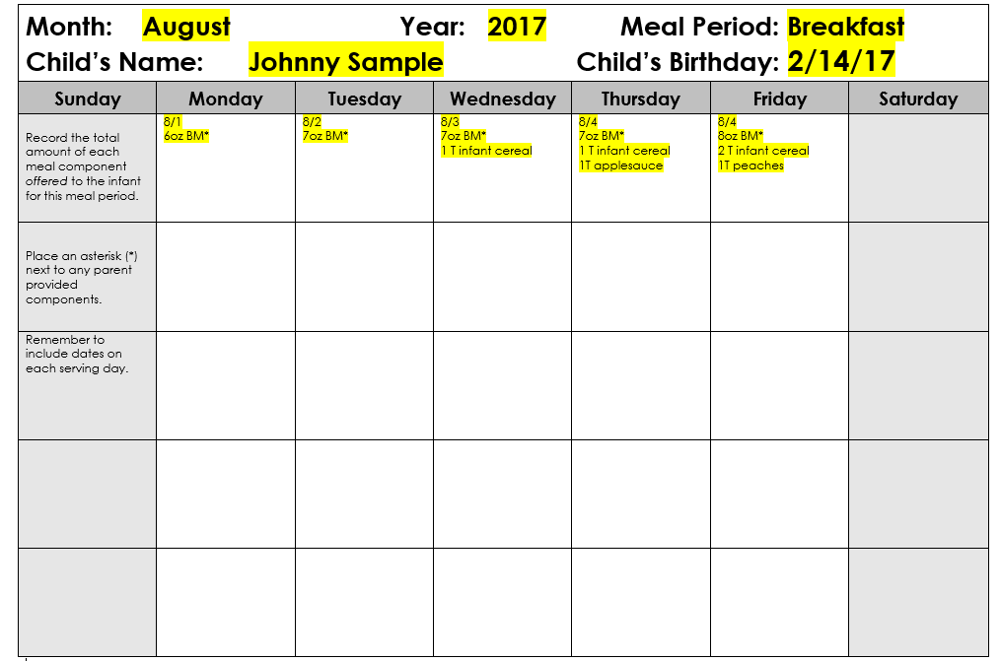 Month: August Year: 2017 Meal Period: Breakfast
Child’s Name: Johnny Sample Child’s Birthday: 2/14/17
Sunday Monday Tuesday Wednesday Thursday Friday Saturday
Record the total
amount of each
meal component
offered to the infant
for this meal period.
8/1
6oz BM*
8/2
7oz BM*
8/3
7oz BM*
1 T infant cereal
8/4
7oz BM*
1 T infant cereal
1T applesauce
8/4
8oz BM*
2 T infant cereal
1T peaches
Place an asterisk (*)
next to any parent
provided
components.
Remember to
include dates on
each serving day.